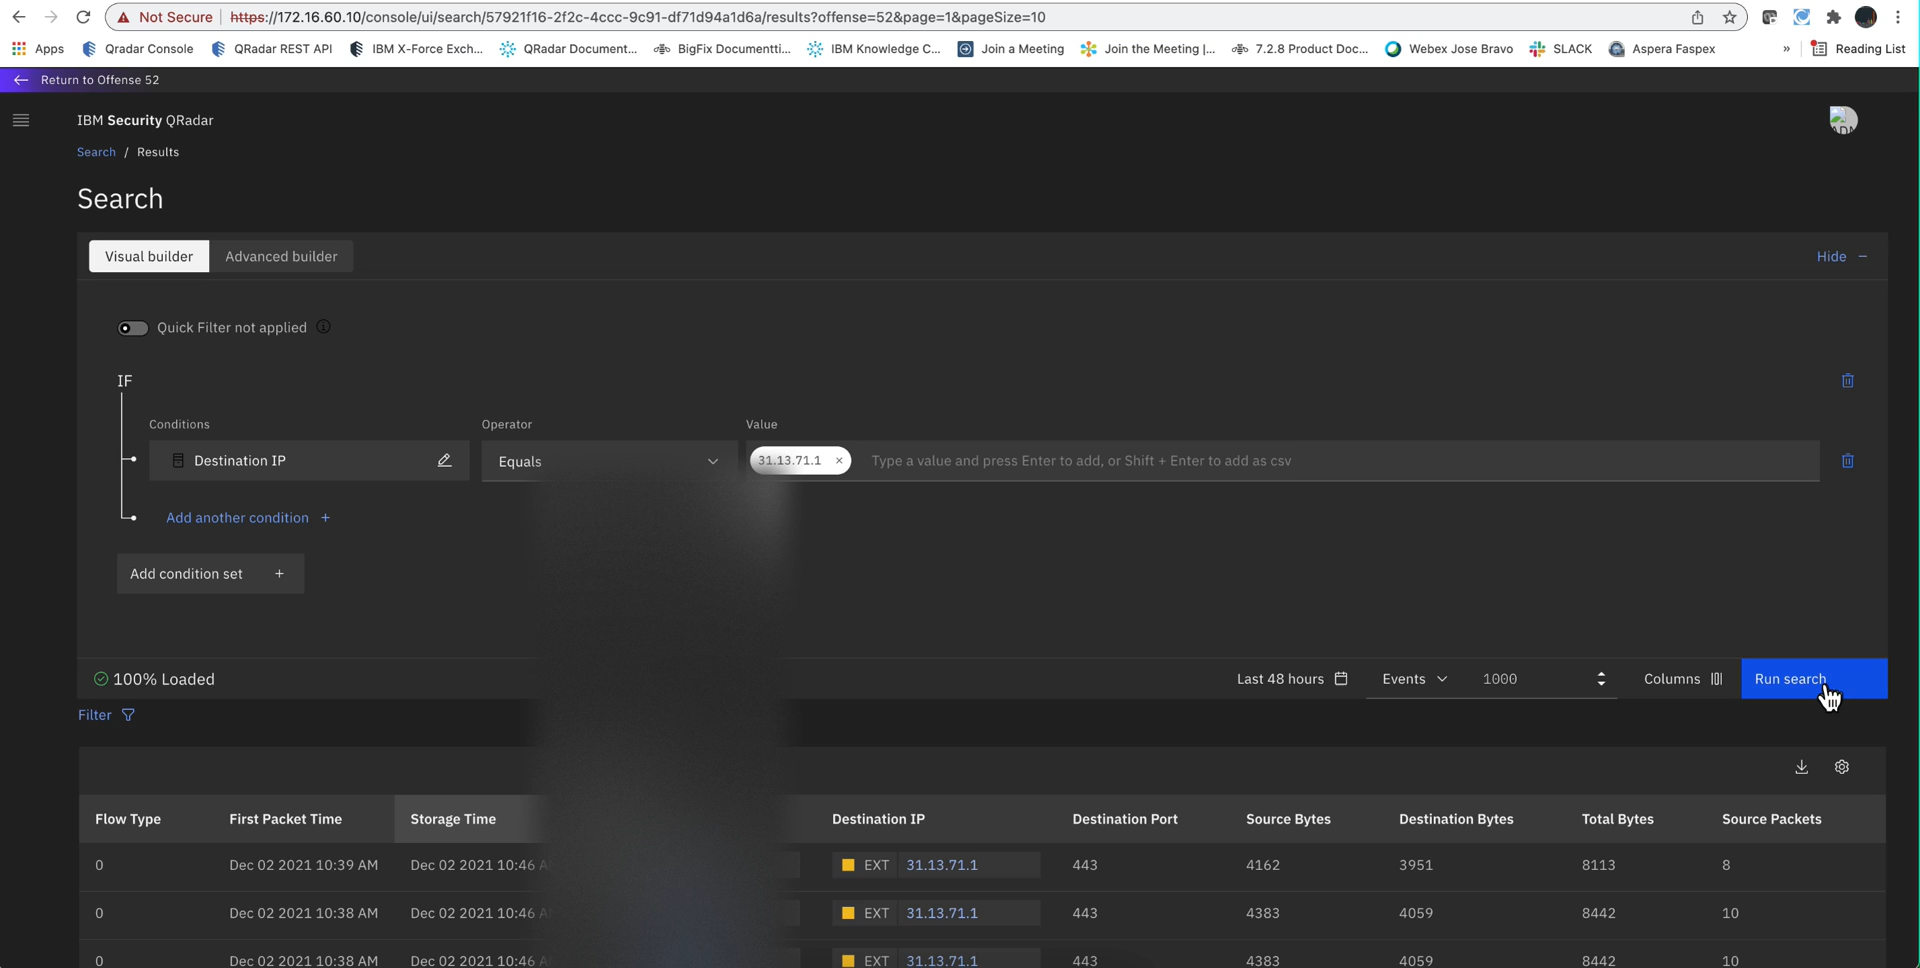 Not Secure https://172.16.60.10/console/ui/search/57921f16-2f2c-4ccc-9c91-df71d94a1d6a/results?offense=52&page=1&pageSize=10
Apps Qradar Console QRadar REST API IBM X-Force Exch... QRadar Document... BigFix Documentti... IBM Knowledge C... Join a Meeting Join the Meeting |... 7.2.8 Product Doc... Webex Jose Bravo SLACK Aspera Faspex » Reading List
Return to Offense 52
IBM Security QRadar
Search / Results
Search
Visual builder Advanced builder Hide
Quick Filter not applied
IF
Conditions Operator Value
Destination IP Equals 31.13.71.1 × Type a value and press Enter to add, or Shift + Enter to add as csv
Add another condition +
Add condition set +
100% Loaded Last 48 hours Events 1000 Columns Run search
Filter
Flow Type First Packet Time Storage Time Destination IP Destination Port Source Bytes Destination Bytes Total Bytes Source Packets
0 Dec 02 2021 10:39 AM Dec 02 2021 10:46 EXT 31.13.71.1 443 4162 3951 8113 8
0 Dec 02 2021 10:38 AM Dec 02 2021 10:46 EXT 31.13.71.1 443 4383 4059 8442 10
0 Dec 02 2021 10:38 AM Dec 02 2021 10:46 EXT 31.13.71.1 443 4383 4059 8442 10